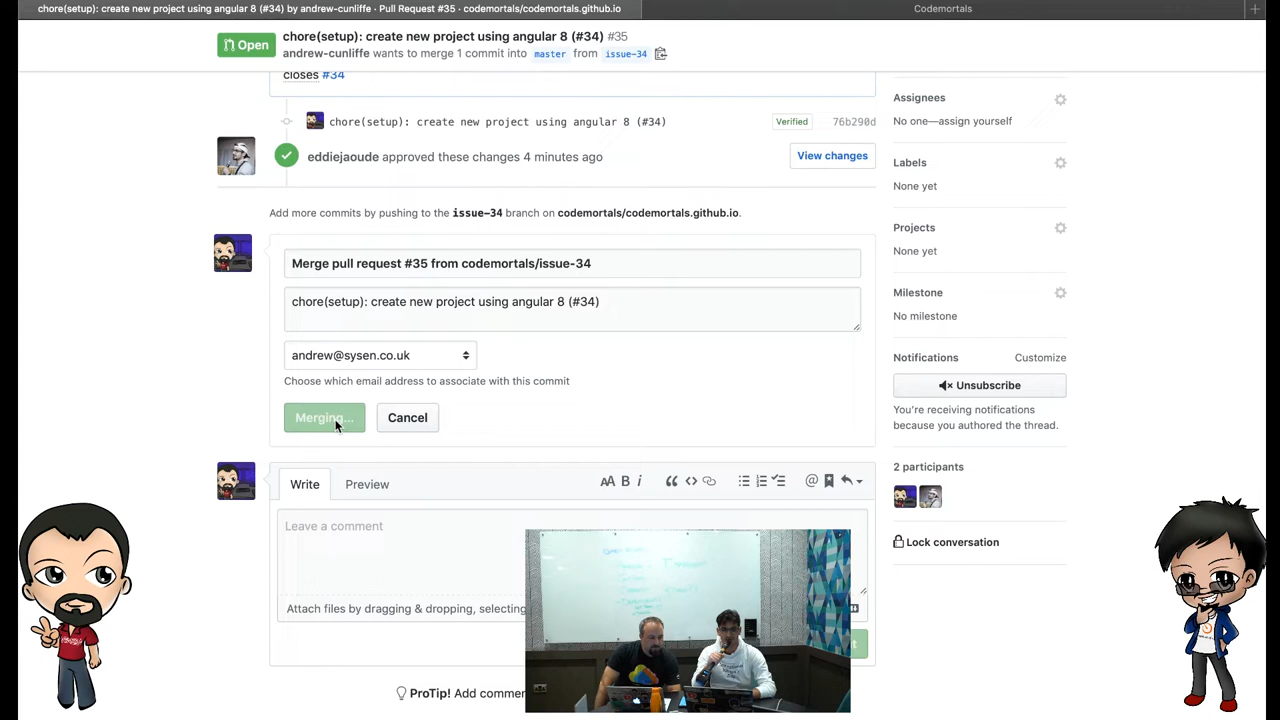 chore(setup): create new project using angular 8 (#34) by andrew-cunliffe · Pull Request #35 · codemortals/codemortals.github.io
Codemortals
+
Open
chore(setup): create new project using angular 8 (#34) #35
andrew-cunliffe wants to merge 1 commit into master from issue-34
closes #34
chore(setup): create new project using angular 8 (#34)
Verified
76b290d
eddiejaoude approved these changes 4 minutes ago
View changes
Add more commits by pushing to the issue-34 branch on codemortals/codemortals.github.io.
Merge pull request #35 from codemortals/issue-34
chore(setup): create new project using angular 8 (#34)
andrew@sysen.co.uk
Choose which email address to associate with this commit
Merging...
Cancel
Write
Preview
AA B i
Leave a comment
Attach files by dragging & dropping, selecting
t
ProTip! Add comme
Assignees
No one—assign yourself
Labels
None yet
Projects
None yet
Milestone
No milestone
Notifications
Customize
Unsubscribe
You're receiving notifications
because you authored the thread.
2 participants
Lock conversation